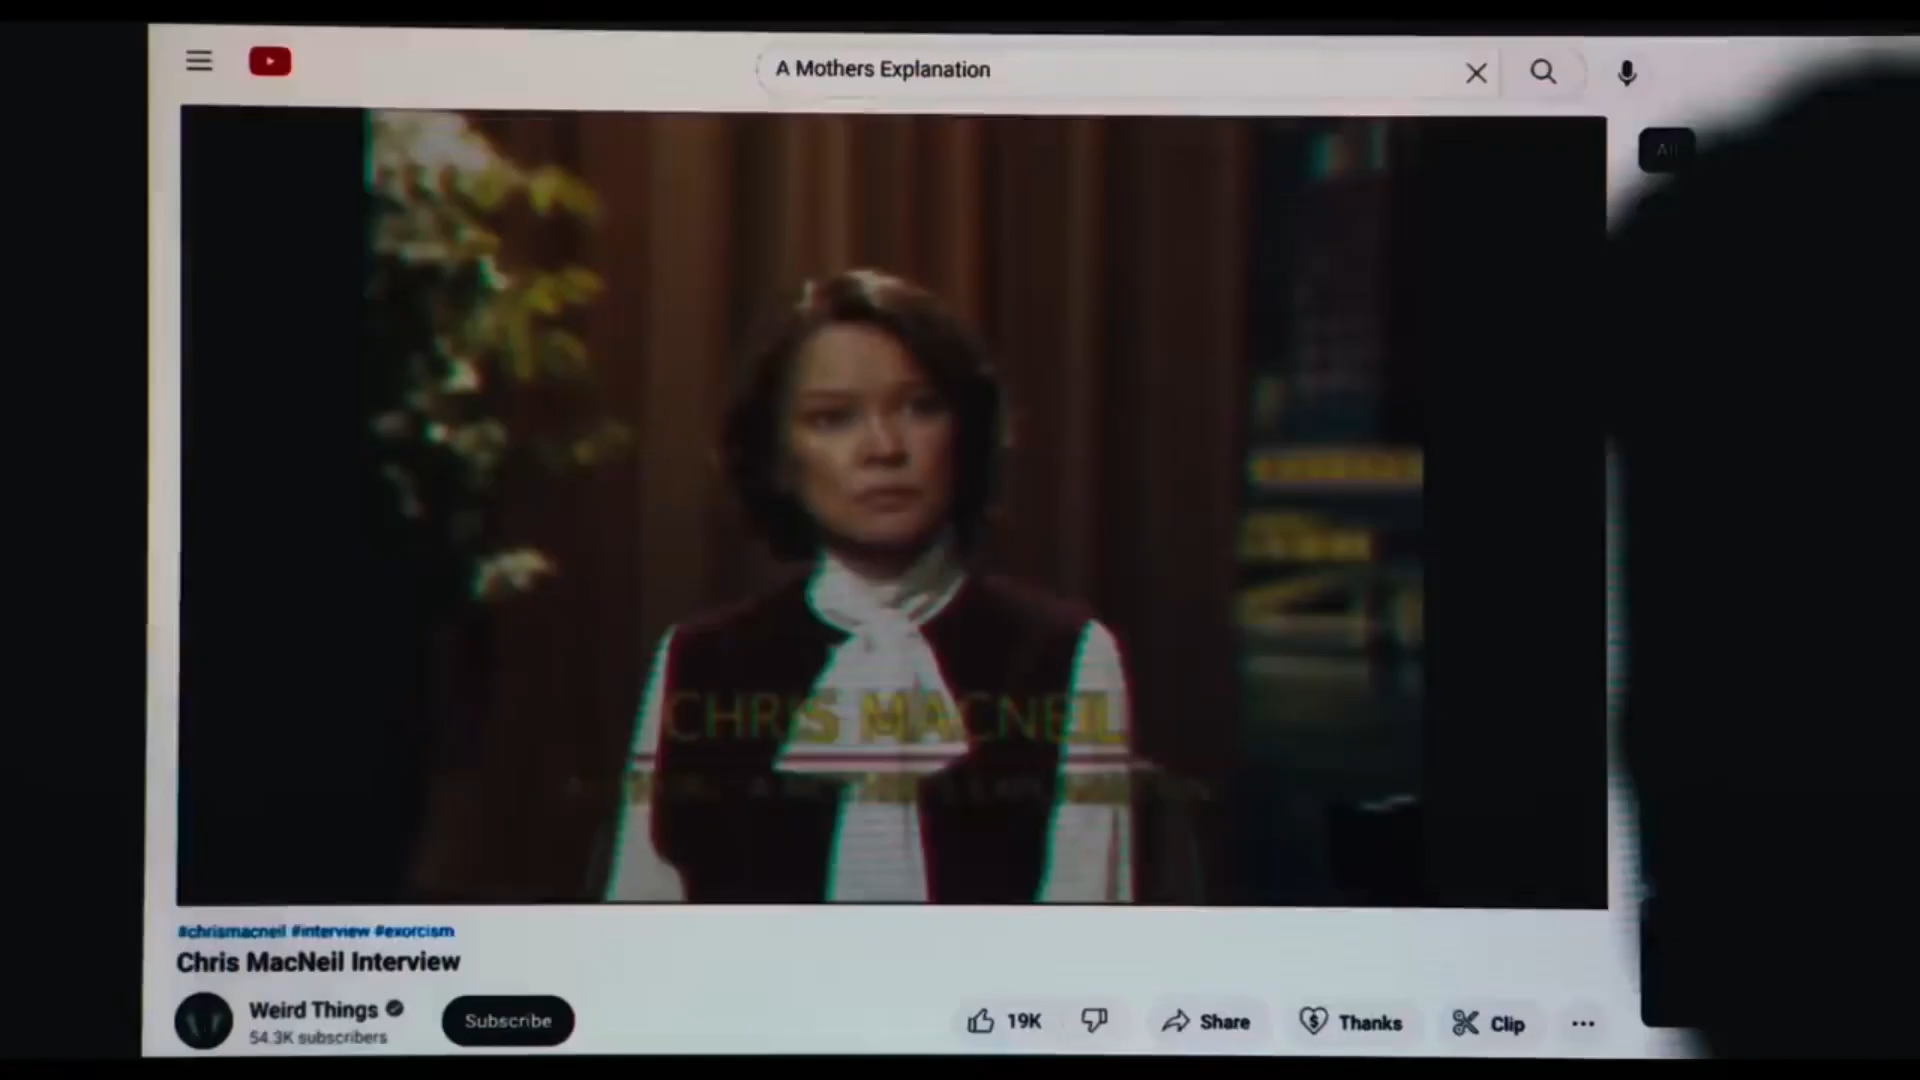 A Mothers Explanation
All
CHRIS MACNEIL
#chrismacneil #interview #exorcism
Chris MacNeil Interview
Weird Things
54.3K subscribers
Subscribe
19K
Share
Thanks
Clip